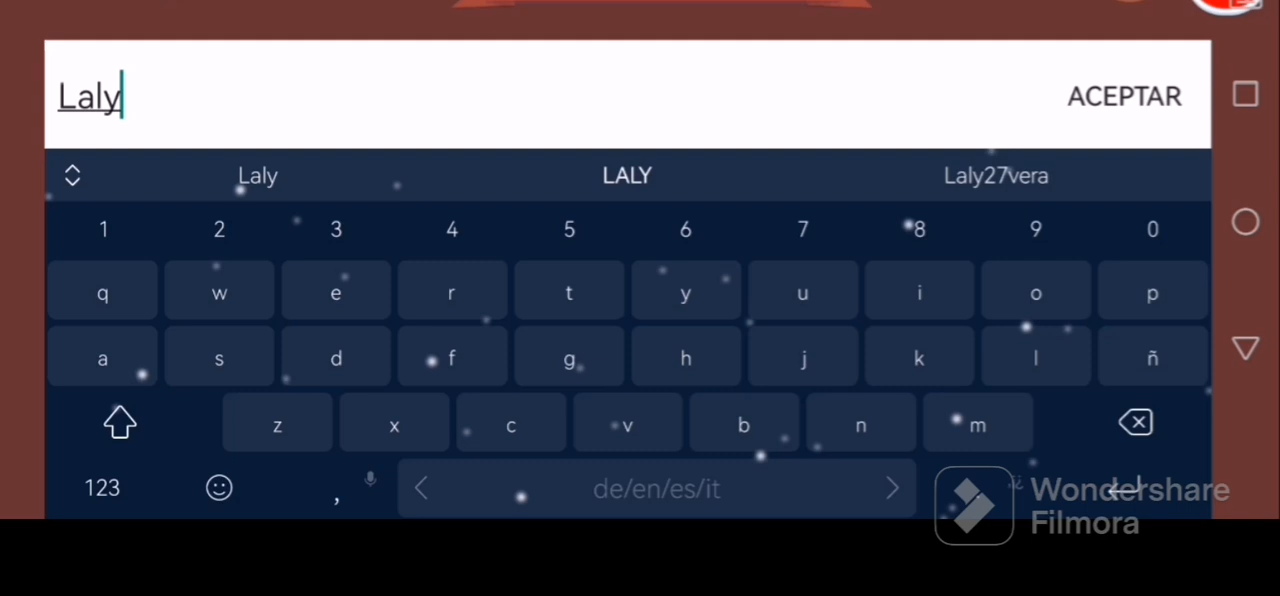 Laly
ACEPTAR
Laly LALY Laly27vera
1 2 3 4 5 6 7 8 9 0
q w e r t y u i o p
a s d f g h j k l ñ
z x c v b n m
123 , de/en/es/it
Wondershare
Filmora